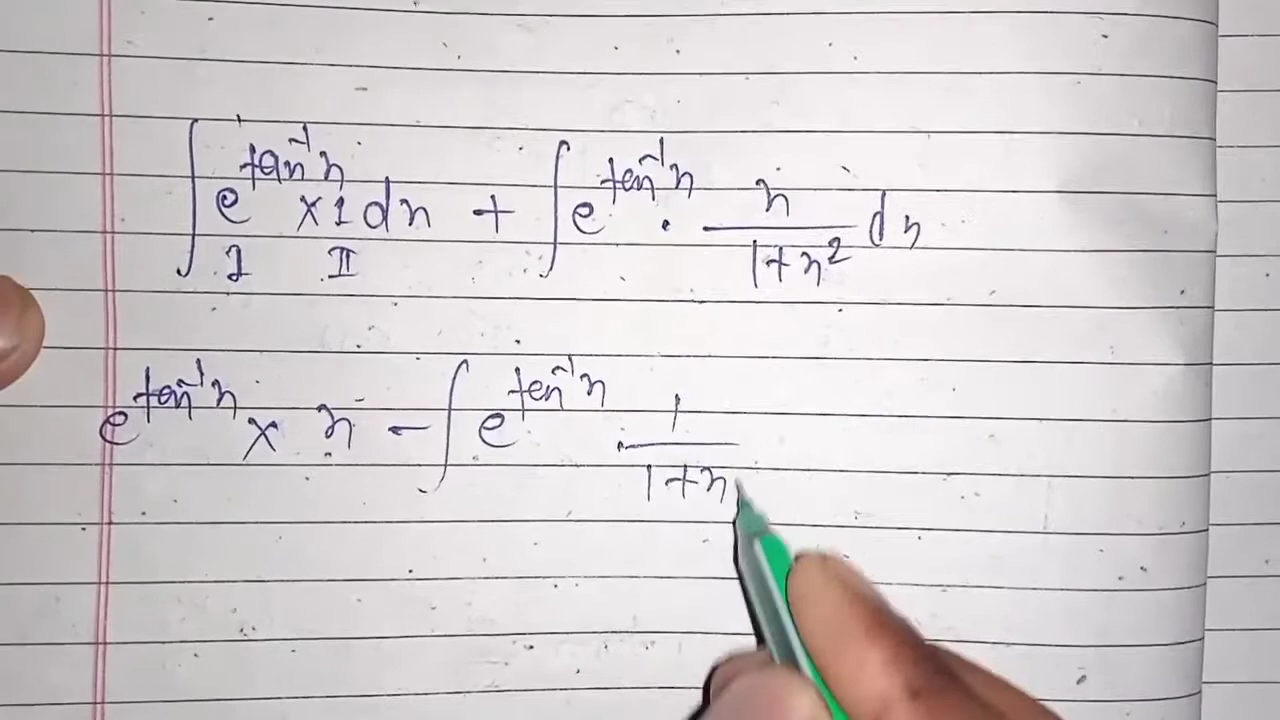 ∫ e^{tan⁻¹x} × 1 dx + ∫ e^{tan⁻¹x} · x/(1+x²) dx
I II
e^{tan⁻¹x} × x - ∫ e^{tan⁻¹x} 1/(1+x